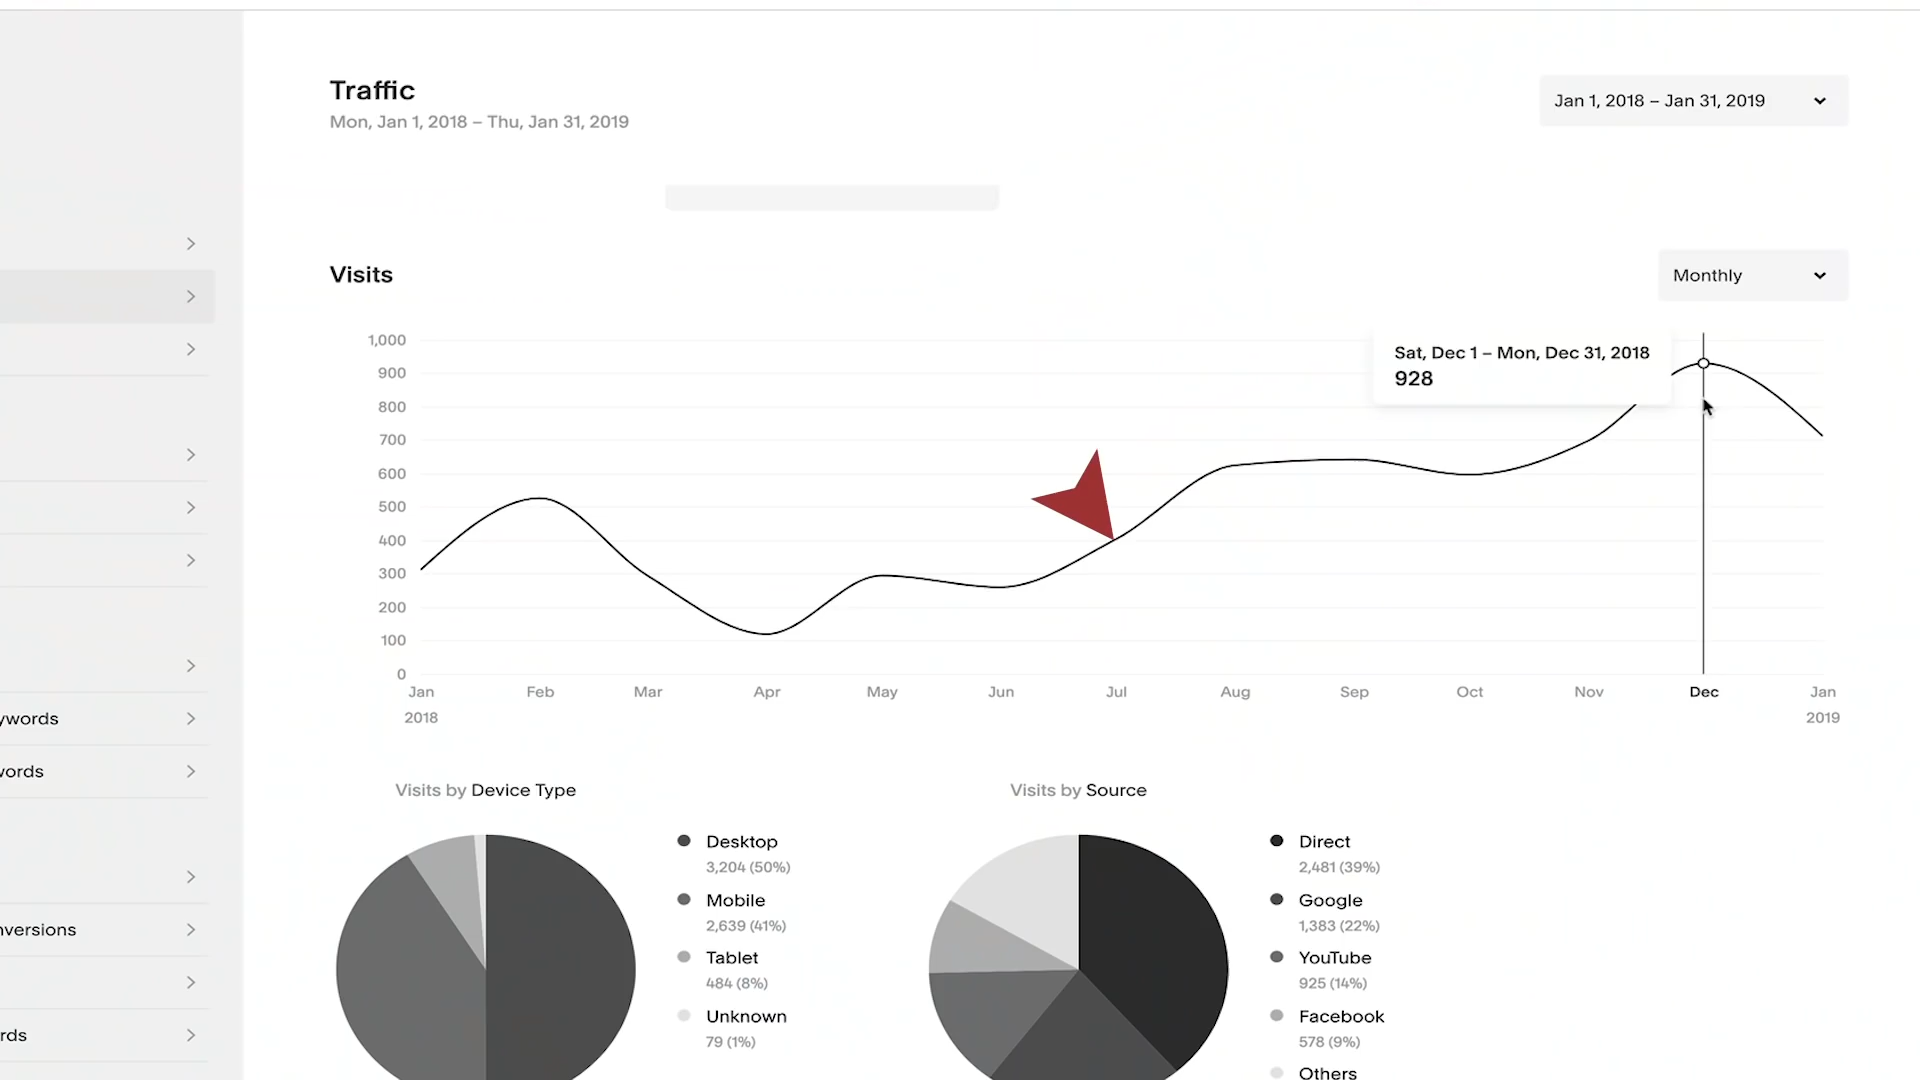 Traffic
Mon, Jan 1, 2018 – Thu, Jan 31, 2019
Jan 1, 2018 – Jan 31, 2019
Visits
Monthly
1,000
900
800
700
600
500
400
300
200
100
0
Sat, Dec 1 – Mon, Dec 31, 2018
928
Jan Feb Mar Apr May Jun Jul Aug Sep Oct Nov Dec Jan
2018 2019
ywords
vords
nversions
rds
Visits by Device Type
Desktop
3,204 (50%)
Mobile
2,639 (41%)
Tablet
484 (8%)
Unknown
79 (1%)
Visits by Source
Direct
2,481 (39%)
Google
1,383 (22%)
YouTube
925 (14%)
Facebook
578 (9%)
Others